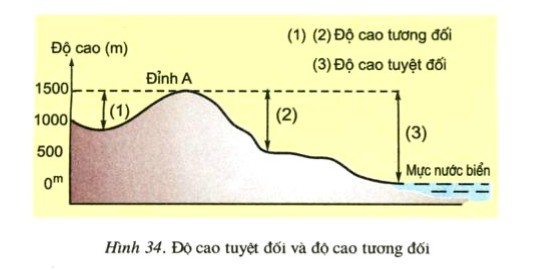 (1) (2) Độ cao tương đối
(3) Độ cao tuyệt đối
Độ cao (m)
Đỉnh A
1500
(1)
1000
(2)
(3)
500
Mực nước biển
0m
Hình 34. Độ cao tuyệt đối và độ cao tương đối